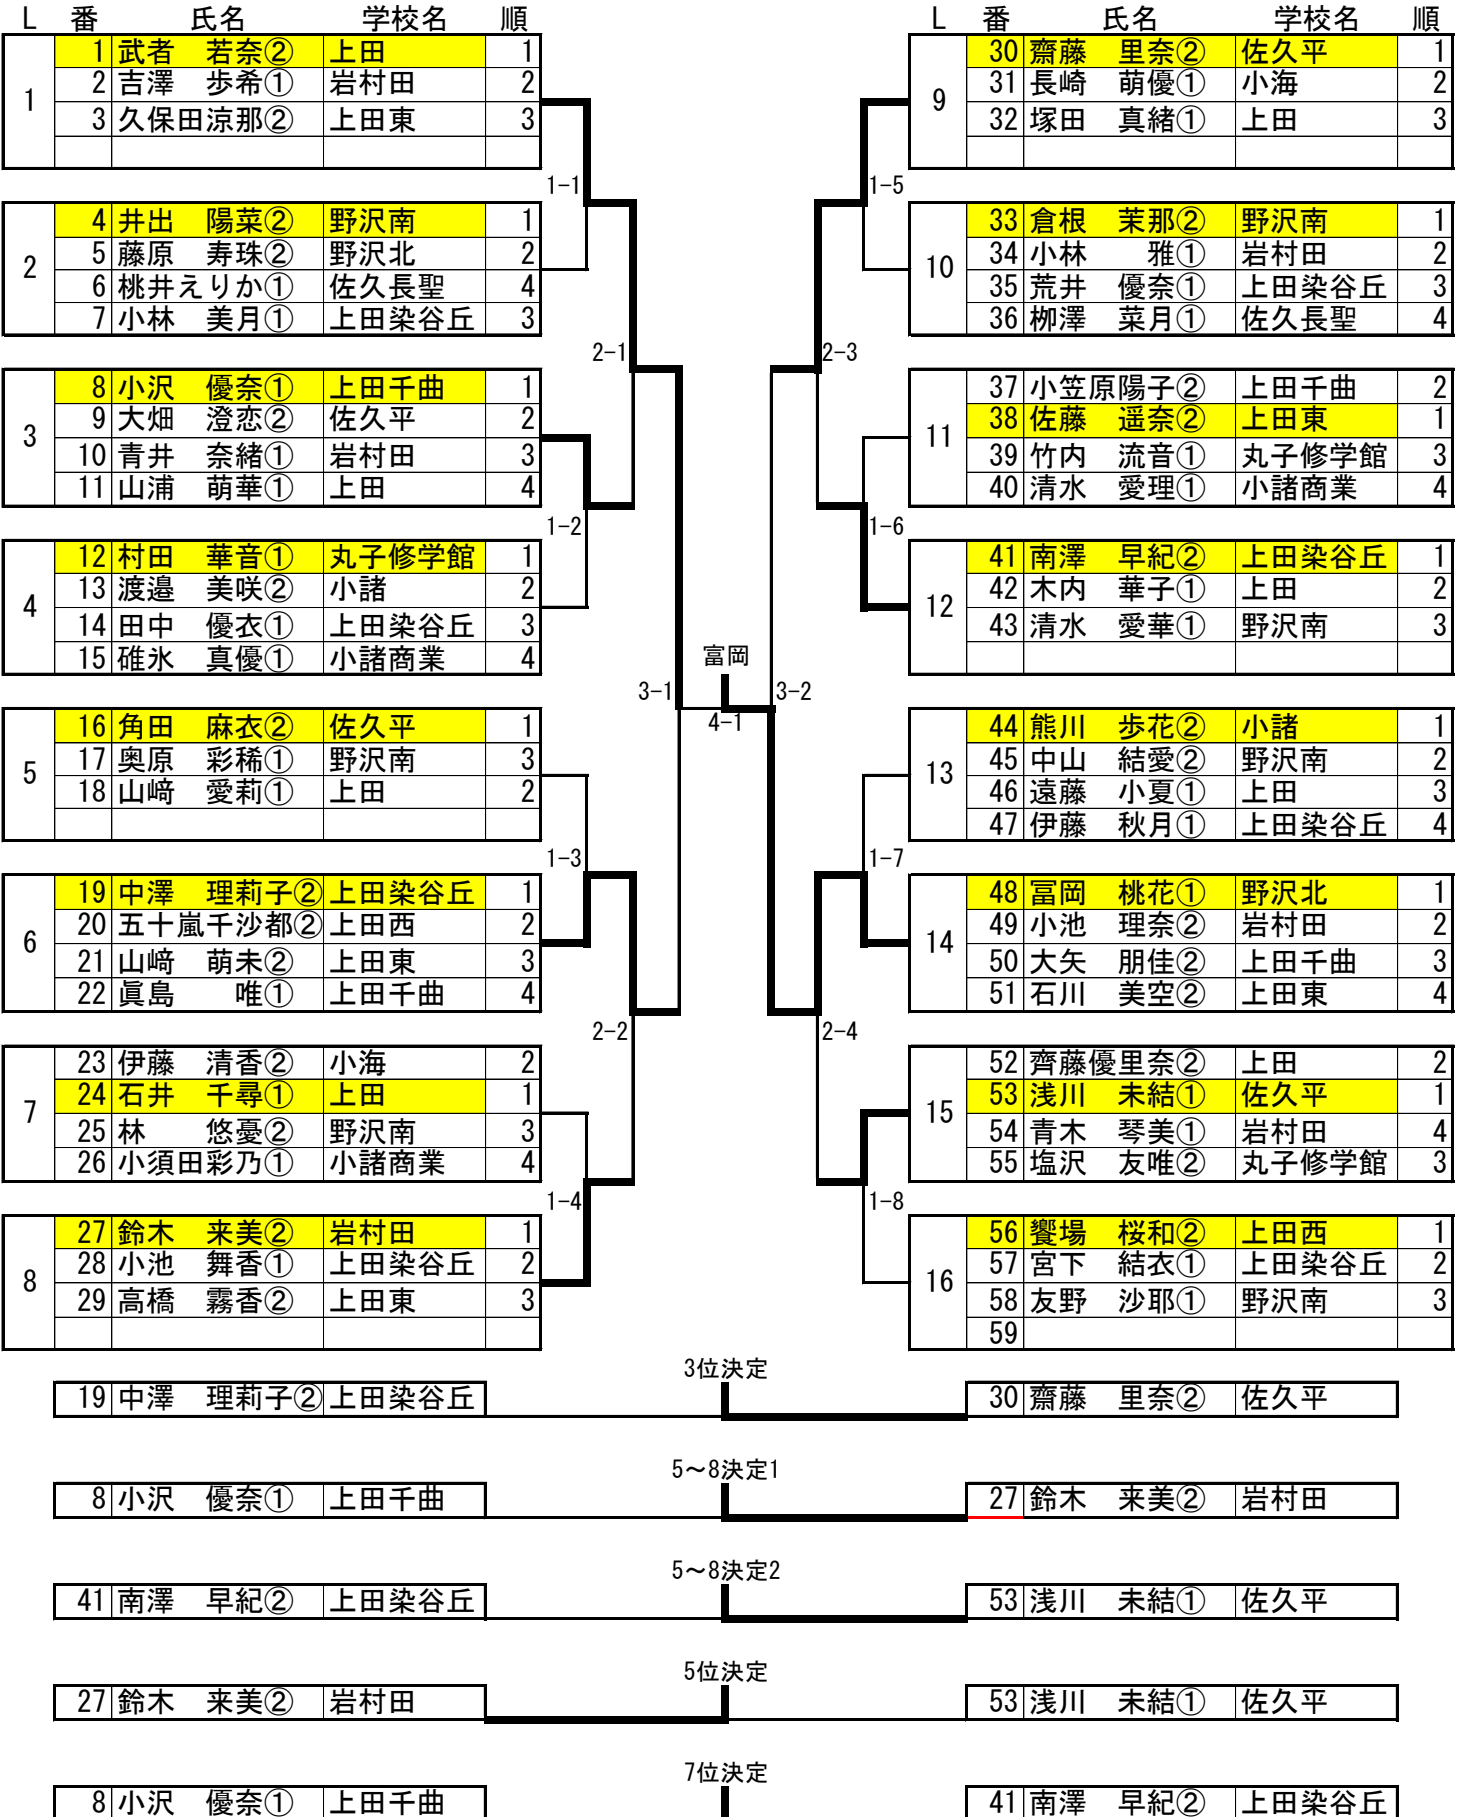 L 番 氏名 学校名 順
1
1 武者 若奈② 上田 1
2 吉澤 歩希① 岩村田 2
3 久保田涼那② 上田東 3
1-1
2
4 井出 陽菜② 野沢南 1
5 藤原 寿珠② 野沢北 2
6 桃井えりか① 佐久長聖 4
7 小林 美月① 上田染谷丘 3
2-1
3
8 小沢 優奈① 上田千曲 1
9 大畑 澄恋② 佐久平 2
10 青井 奈緒① 岩村田 3
11 山浦 萌華① 上田 4
1-2
4
12 村田 華音① 丸子修学館 1
13 渡邉 美咲② 小諸 2
14 田中 優衣① 上田染谷丘 3
15 碓氷 真優① 小諸商業 4
3-1
5
16 角田 麻衣② 佐久平 1
17 奥原 彩稀① 野沢南 3
18 山﨑 愛莉① 上田 2
1-3
6
19 中澤 理莉子② 上田染谷丘 1
20 五十嵐千沙都② 上田西 2
21 山﨑 萌未② 上田東 3
22 眞島 唯① 上田千曲 4
2-2
7
23 伊藤 清香② 小海 2
24 石井 千尋① 上田 1
25 林 悠憂② 野沢南 3
26 小須田彩乃① 小諸商業 4
1-4
8
27 鈴木 来美② 岩村田 1
28 小池 舞香① 上田染谷丘 2
29 高橋 霧香② 上田東 3
富岡
4-1
L 番 氏名 学校名 順
9
30 齋藤 里奈② 佐久平 1
31 長崎 萌優① 小海 2
32 塚田 真緒① 上田 3
1-5
10
33 倉根 茉那② 野沢南 1
34 小林 雅① 岩村田 2
35 荒井 優奈① 上田染谷丘 3
36 栁澤 菜月① 佐久長聖 4
2-3
11
37 小笠原陽子② 上田千曲 2
38 佐藤 遥奈② 上田東 1
39 竹内 流音① 丸子修学館 3
40 清水 愛理① 小諸商業 4
1-6
12
41 南澤 早紀② 上田染谷丘 1
42 木内 華子① 上田 2
43 清水 愛華① 野沢南 3
3-2
13
44 熊川 歩花② 小諸 1
45 中山 結愛② 野沢南 2
46 遠藤 小夏① 上田 3
47 伊藤 秋月① 上田染谷丘 4
1-7
14
48 冨岡 桃花① 野沢北 1
49 小池 理奈② 岩村田 2
50 大矢 朋佳② 上田千曲 3
51 石川 美空② 上田東 4
2-4
15
52 齊藤優里奈② 上田 2
53 浅川 未結① 佐久平 1
54 青木 琴美① 岩村田 4
55 塩沢 友唯② 丸子修学館 3
1-8
16
56 饗場 桜和② 上田西 1
57 宮下 結衣① 上田染谷丘 2
58 友野 沙耶① 野沢南 3
59
3位決定
19 中澤 理莉子② 上田染谷丘 30 齋藤 里奈② 佐久平
5～8決定1
8 小沢 優奈① 上田千曲 27 鈴木 来美② 岩村田
5～8決定2
41 南澤 早紀② 上田染谷丘 53 浅川 未結① 佐久平
5位決定
27 鈴木 来美② 岩村田 53 浅川 未結① 佐久平
7位決定
8 小沢 優奈① 上田千曲 41 南澤 早紀② 上田染谷丘